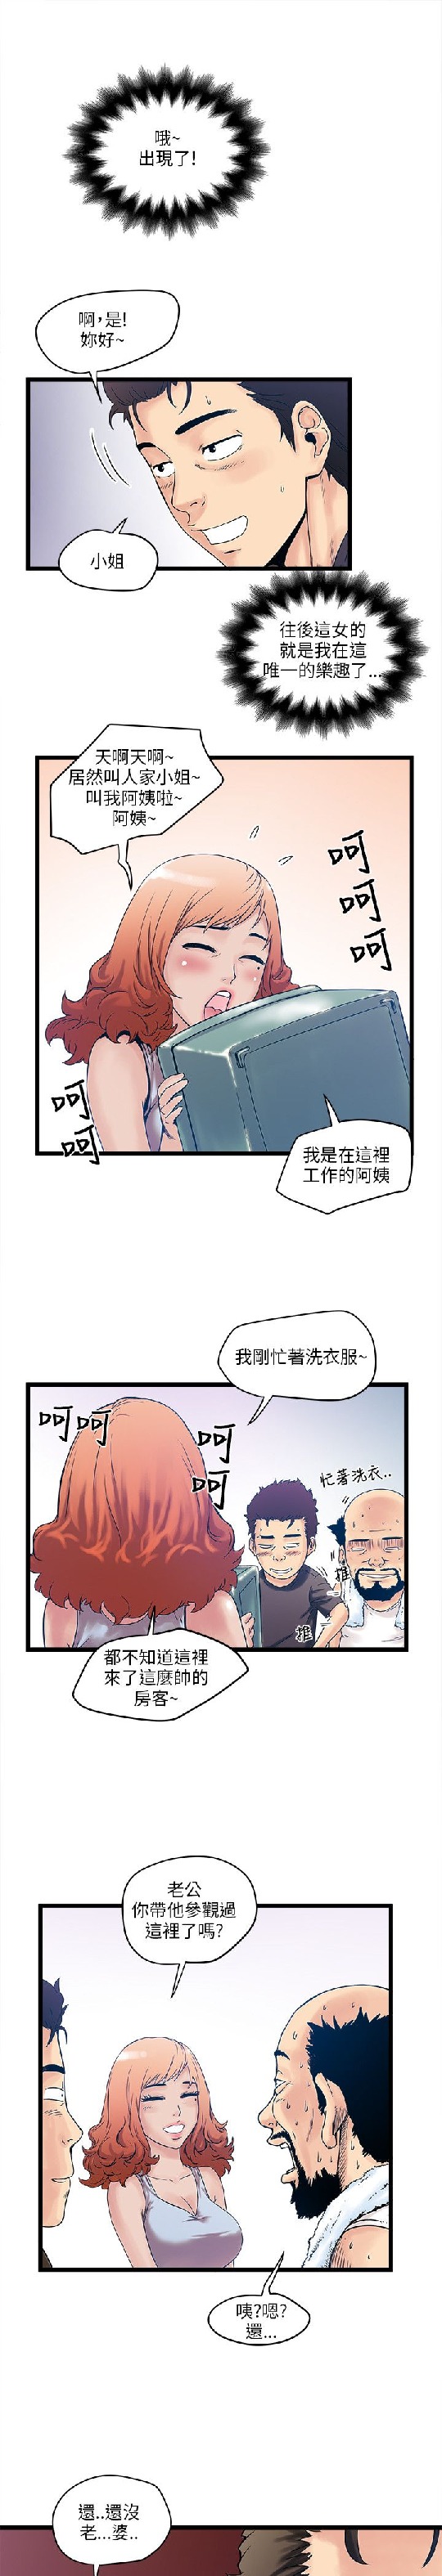 哦~
出現了!
啊,是!
妳好~
小姐
往後這女的
就是我在這
唯一的樂趣了...
天啊天啊~
居然叫人家小姐~
叫我阿姨啦~
阿姨~
呵
呵
呵
呵
呵
我是在這裡
工作的阿姨
我剛忙著洗衣服~
呵呵
呵
呵
忙著洗衣..
推
推
都不知道這裡
來了這麼帥的
房客~
老公
你帶他參觀過
這裡了嗎?
咦?嗯?
還...
還..還沒
老...婆..